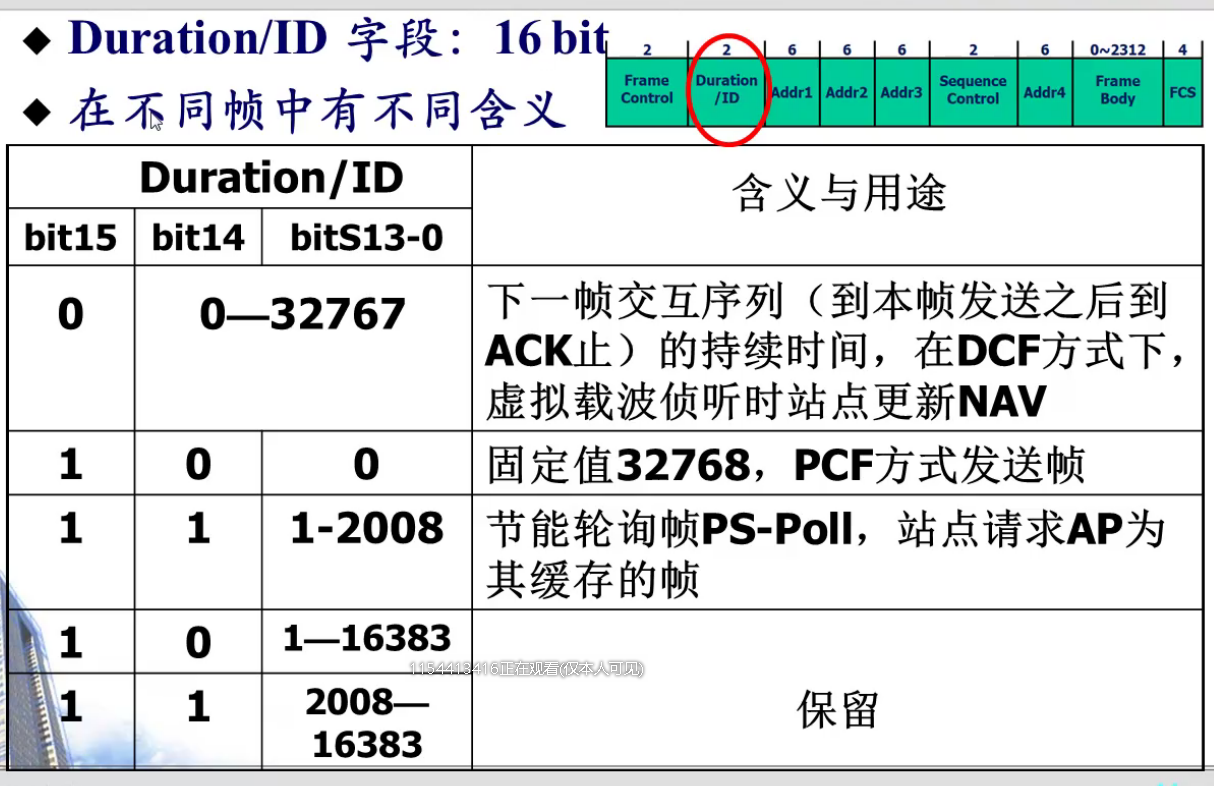 ◆ Duration/ID 字段：16 bit
2 2 6 6 6 2 6 0~2312 4
Frame Control Duration /ID Addr1 Addr2 Addr3 Sequence Control Addr4 Frame Body FCS
◆ 在不同帧中有不同含义
Duration/ID 含义与用途
bit15 bit14 bitS13-0
0 0—32767 下一帧交互序列（到本帧发送之后到
ACK止）的持续时间，在DCF方式下，
虚拟载波侦听时站点更新NAV
1 0 0 固定值32768，PCF方式发送帧
1 1 1-2008 节能轮询帧PS-Poll，站点请求AP为
其缓存的帧
1 0 1—16383
1154413416正在观看(仅本人可见)
1 1 2008—
16383
保留